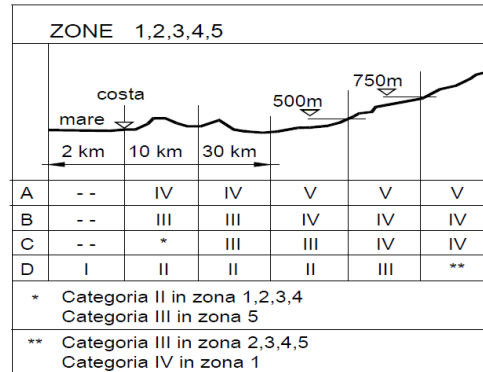 ZONE 1,2,3,4,5
750m
costa
500m
mare
2 km 10 km 30 km
A -- IV IV V V V
B -- III III IV IV IV
C -- * III III IV IV
D I II II II III **
* Categoria II in zona 1,2,3,4
Categoria III in zona 5
** Categoria III in zona 2,3,4,5
Categoria IV in zona 1